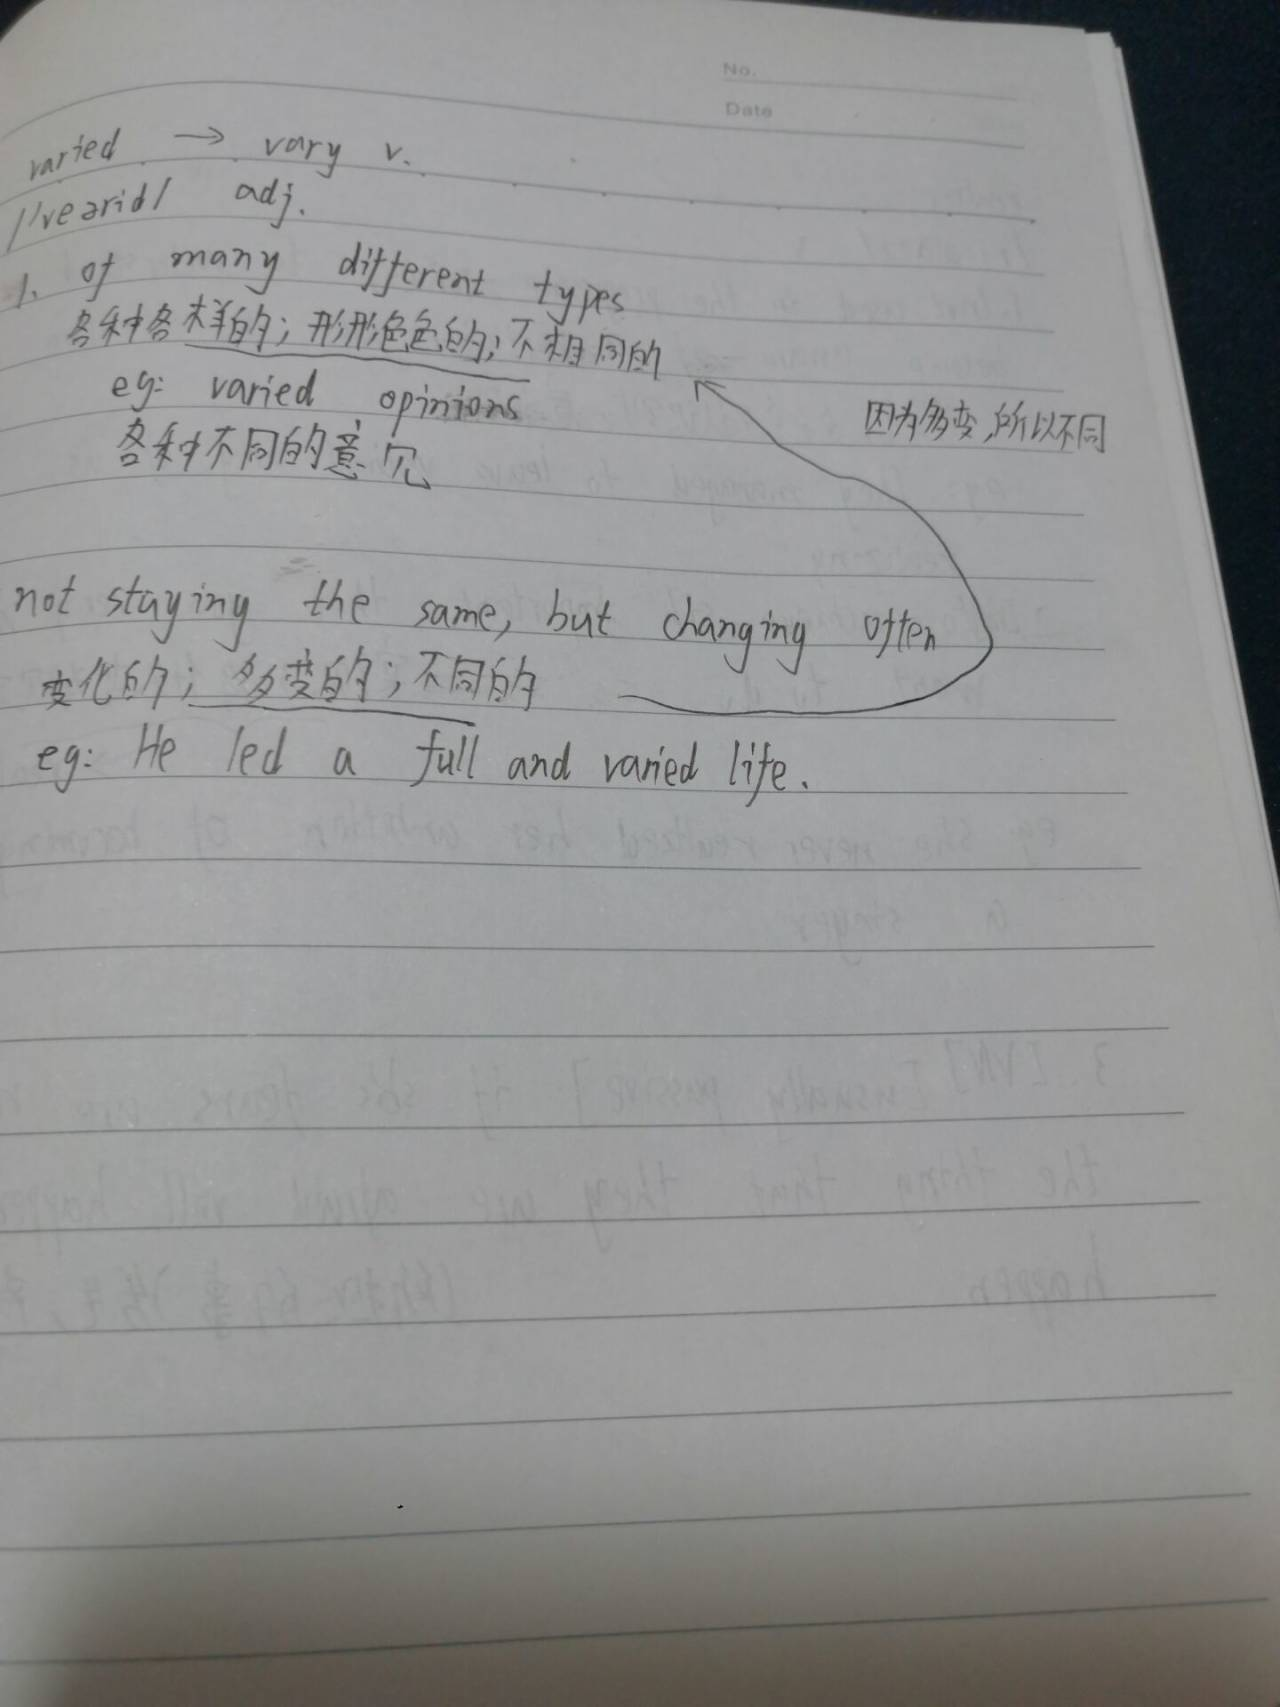 No.
Date
varied → vary v.
/'veərid/ adj.
1. of many different types
各种各样的；形形色色的；不相同的
eg: varied opinions
因为多变，所以不同
各种不同的意见
not staying the same, but changing often
变化的；多变的；不同的
eg: He led a full and varied life.